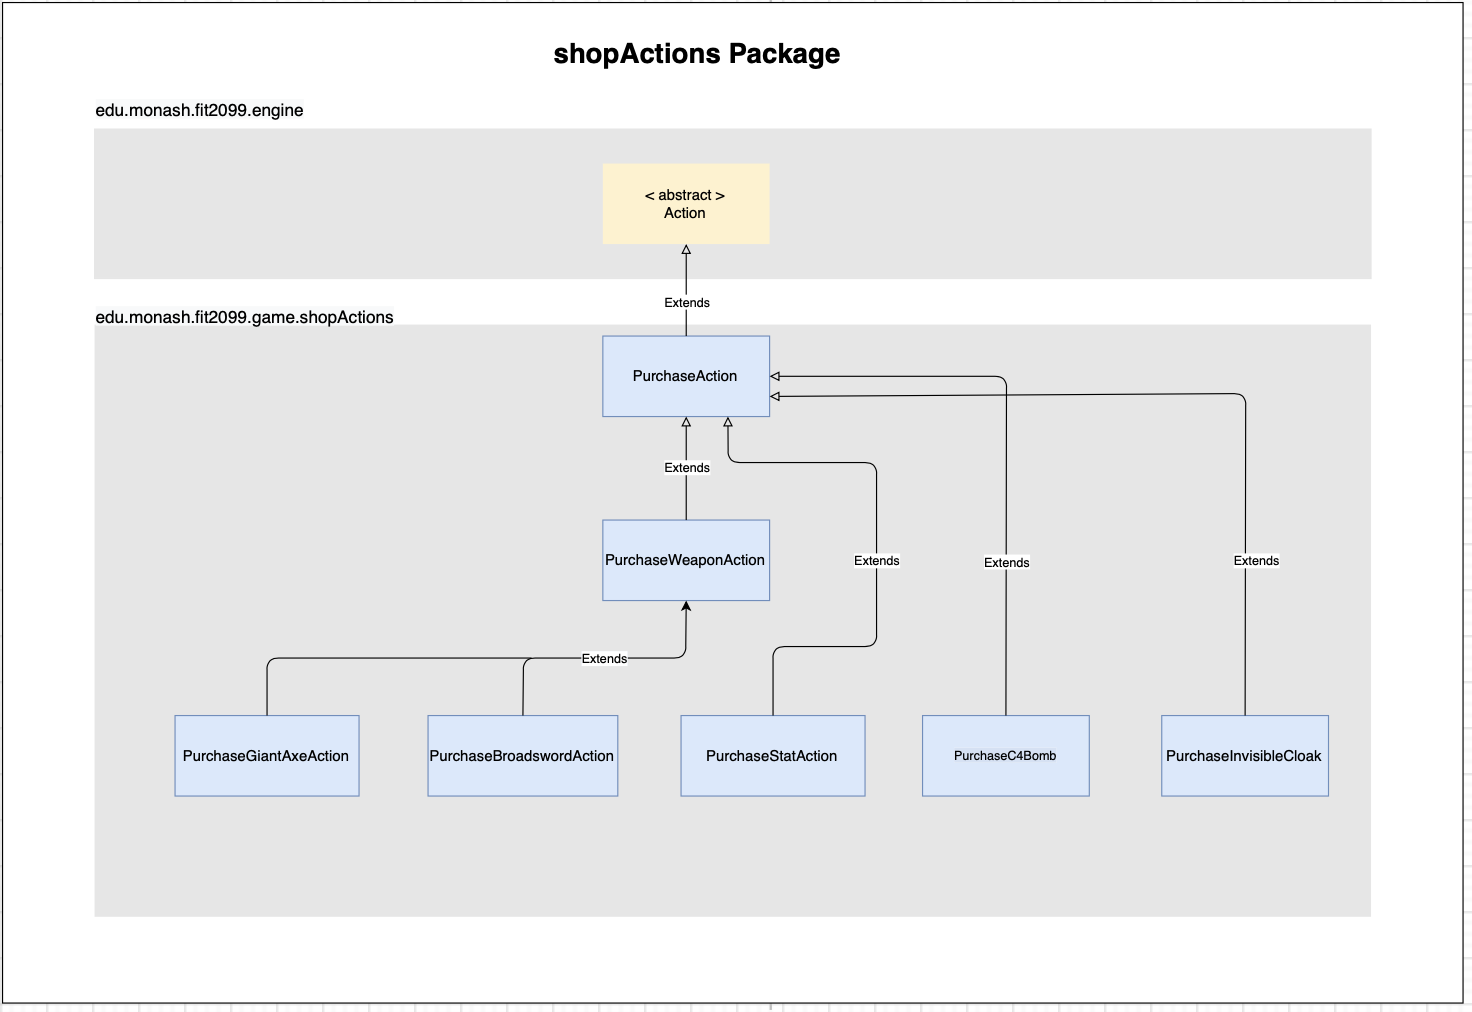 shopActions Package
edu.monash.fit2099.engine
< abstract >
Action
Extends
edu.monash.fit2099.game.shopActions
PurchaseAction
Extends
PurchaseWeaponAction
Extends
Extends
Extends
Extends
PurchaseGiantAxeAction
PurchaseBroadswordAction
PurchaseStatAction
PurchaseC4Bomb
PurchaseInvisibleCloak